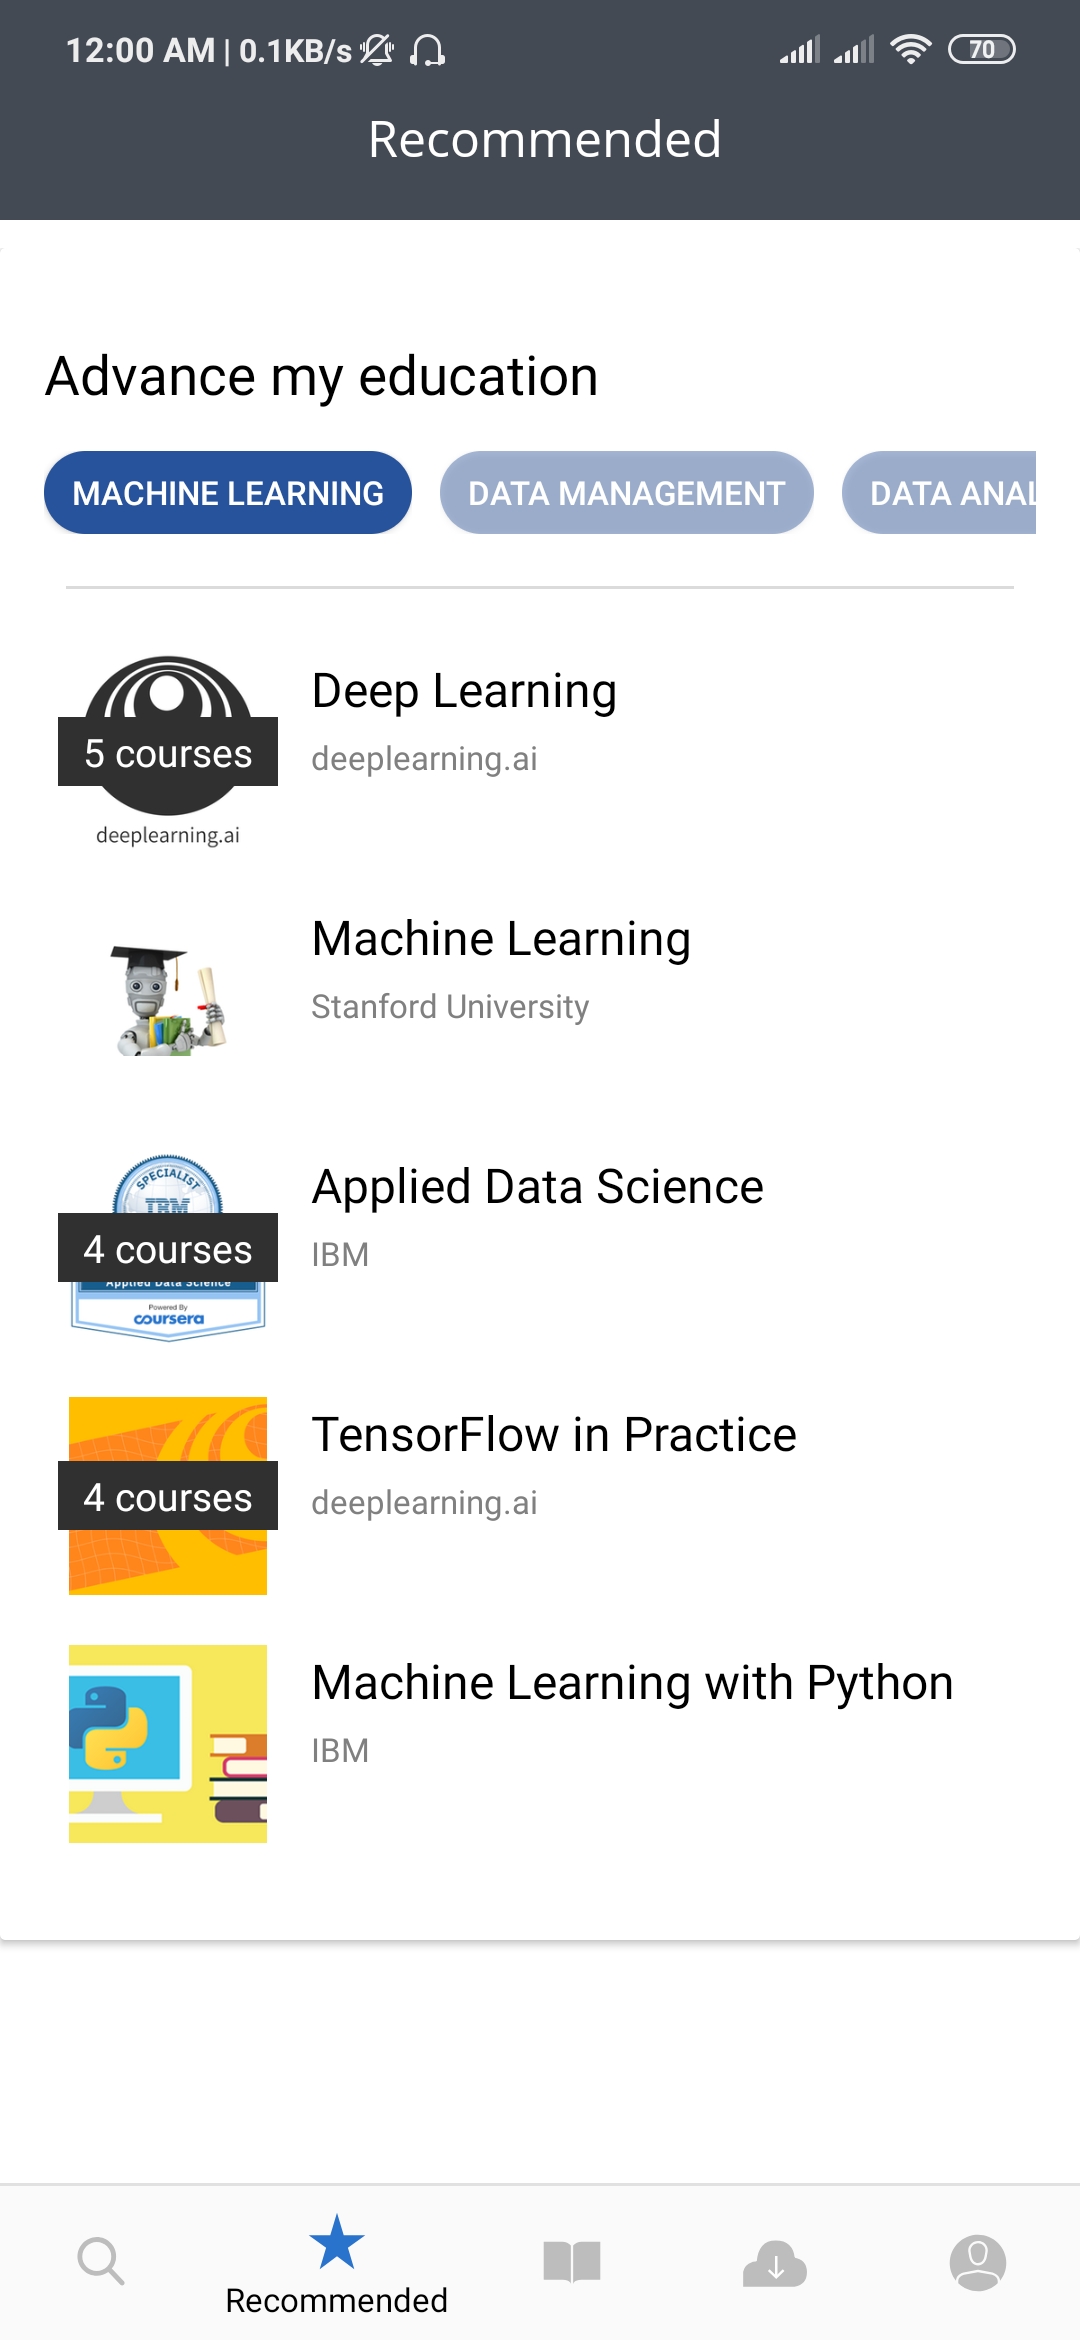 12:00 AM | 0.1KB/s
70
Recommended
Advance my education
MACHINE LEARNING
DATA MANAGEMENT
DATA ANAL
Deep Learning
5 courses
deeplearning.ai
deeplearning.ai
Machine Learning
Stanford University
SPECIALIST
IBM
Applied Data Science
4 courses
IBM
Applied Data Science
Powered By
coursera
TensorFlow in Practice
4 courses
deeplearning.ai
Machine Learning with Python
IBM
Recommended